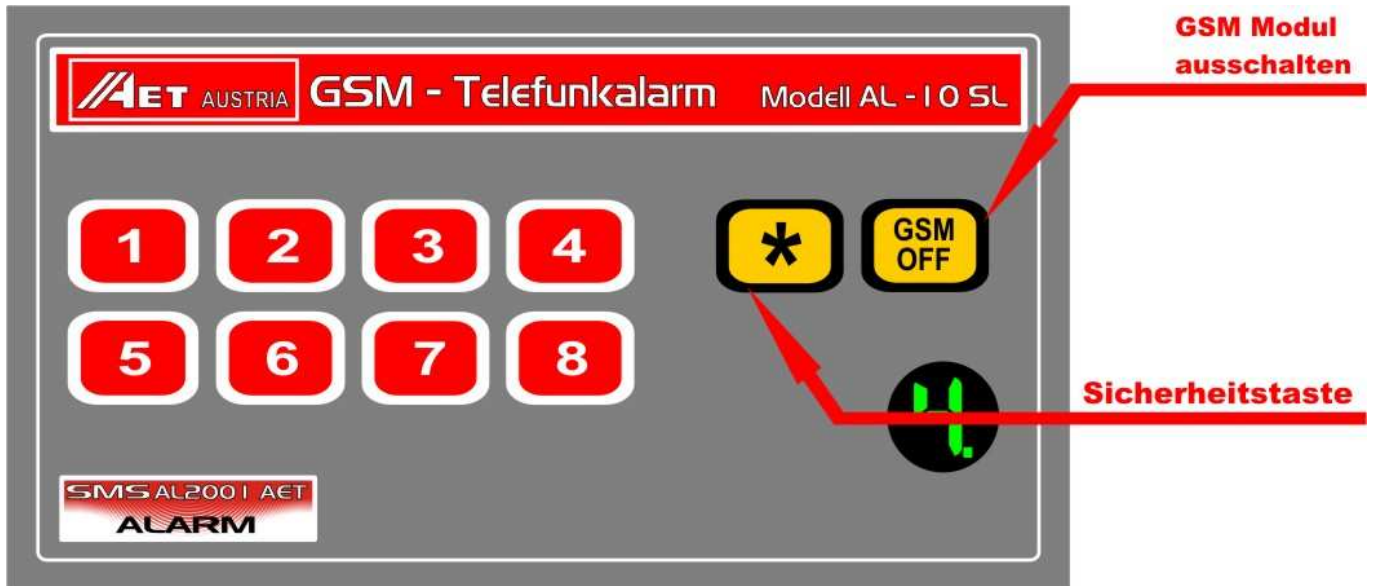 GSM Modul
ausschalten
AET AUSTRIA GSM - Telefunkalarm Modell AL - 10 SL
1 2 3 4 * GSM OFF
5 6 7 8
Sicherheitstaste
4.
SMS AL2001 AET
ALARM